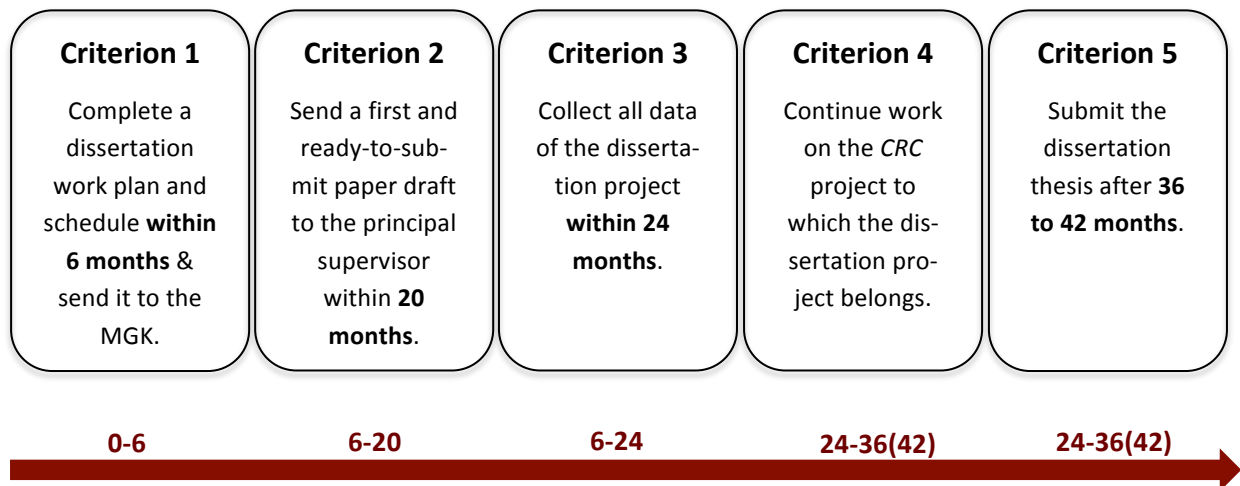 Criterion 1
Complete a
dissertation
work plan and
schedule within
6 months &
send it to the
MGK.
Criterion 2
Send a first and
ready-to-sub-
mit paper draft
to the principal
supervisor
within 20
months.
Criterion 3
Collect all data
of the disserta-
tion project
within 24
months.
Criterion 4
Continue work
on the CRC
project to
which the dis-
sertation pro-
ject belongs.
Criterion 5
Submit the
dissertation
thesis after 36
to 42 months.
0-6
6-20
6-24
24-36(42)
24-36(42)